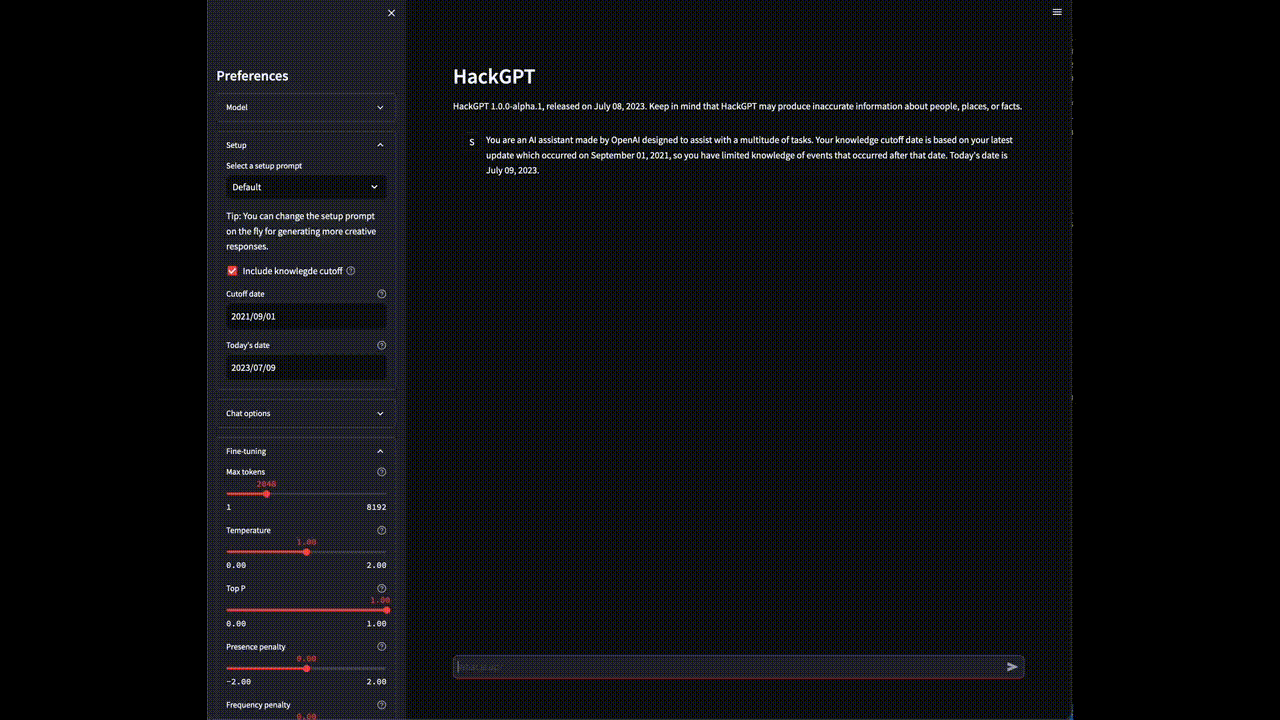 Preferences
Model
Setup
Select a setup prompt
Default
Tip: You can change the setup prompt
on the fly for generating more creative
responses.
Include knowlegde cutoff
Cutoff date
2021/09/01
Today's date
2023/07/09
Chat options
Fine-tuning
Max tokens
2048
1 8192
Temperature
1.00
0.00 2.00
Top P
1.00
0.00 1.00
Presence penalty
0.60
-2.00 2.00
Frequency penalty
HackGPT
HackGPT 1.0.0-alpha.1, released on July 08, 2023. Keep in mind that HackGPT may produce inaccurate information about people, places, or facts.
S
You are an AI assistant made by OpenAI designed to assist with a multitude of tasks. Your knowledge cutoff date is based on your latest
update which occurred on September 01, 2021, so you have limited knowledge of events that occurred after that date. Today's date is
July 09, 2023.